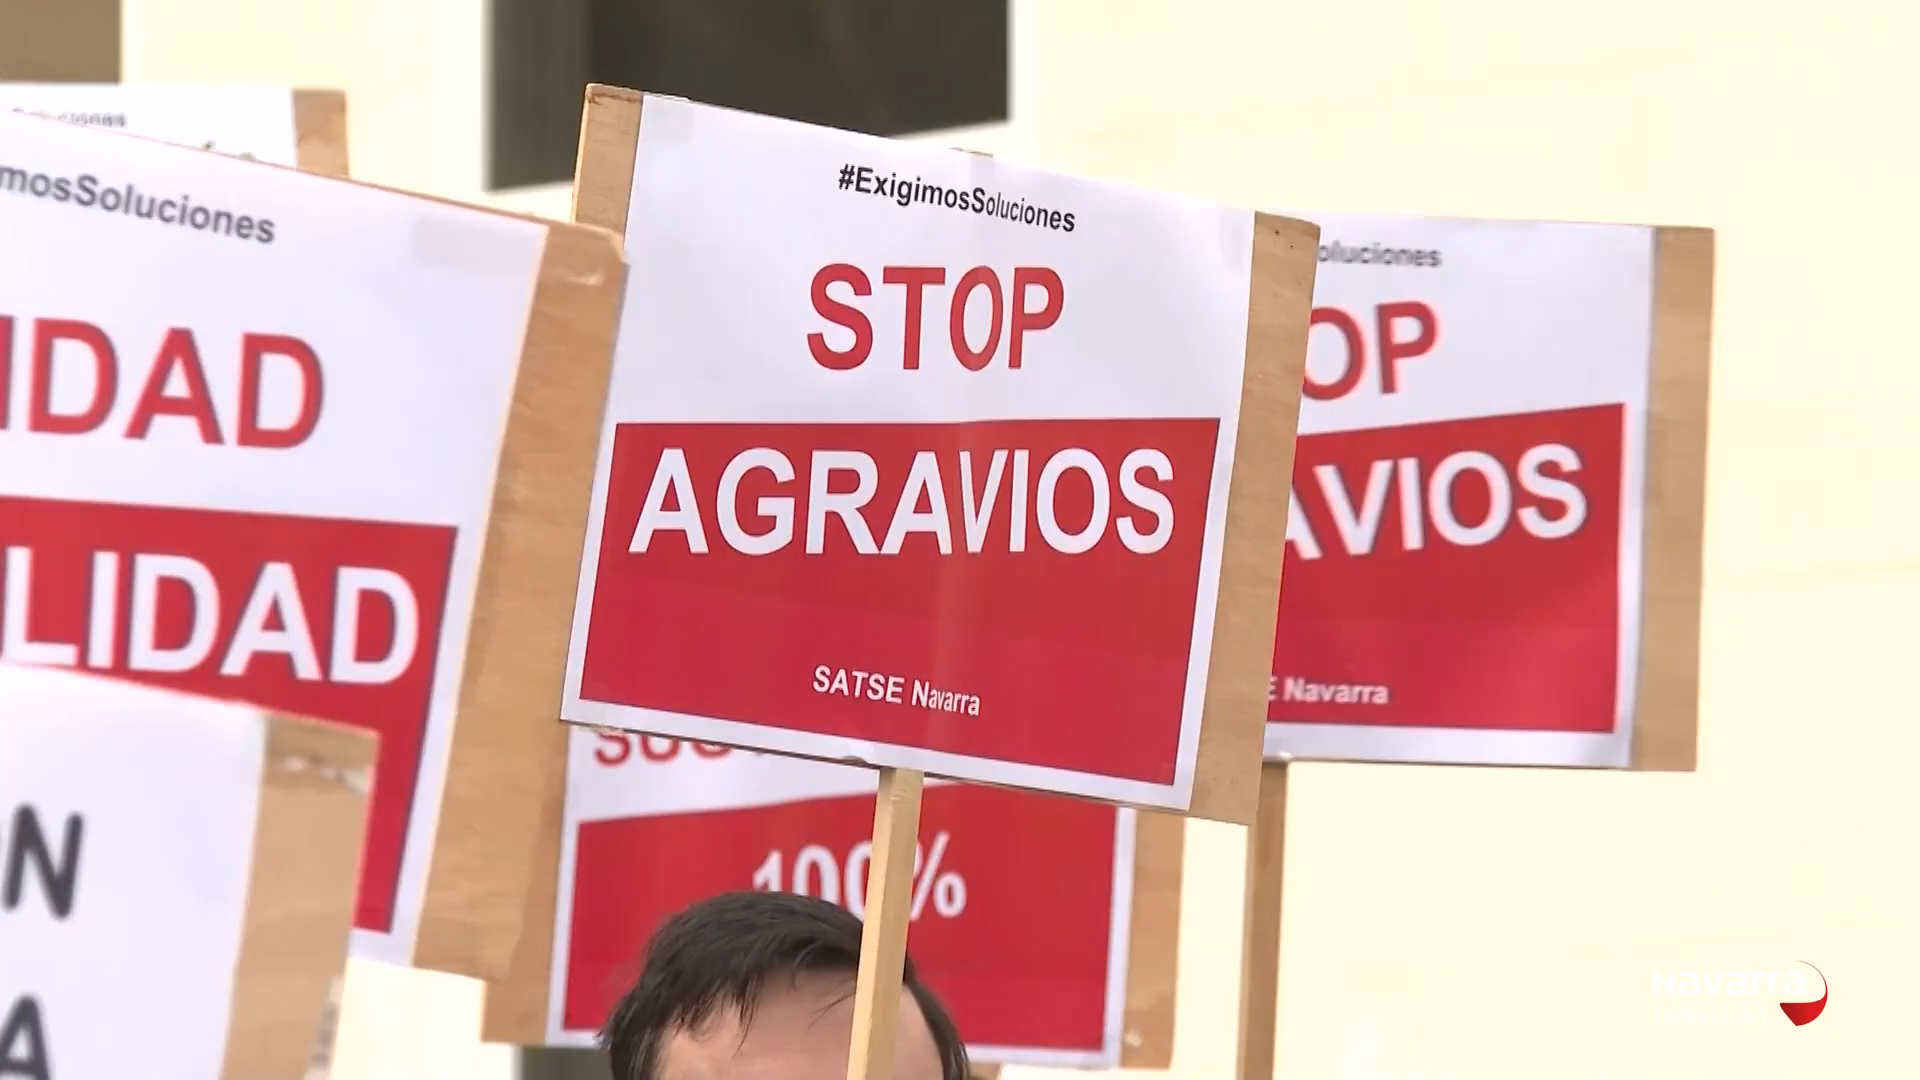 #ExigimosSoluciones
STOP
AGRAVIOS
SATSE Navarra
mosSoluciones
IDAD
LIDAD
oluciones
OP
AVIOS
E Navarra
100%
N
A
Navarra